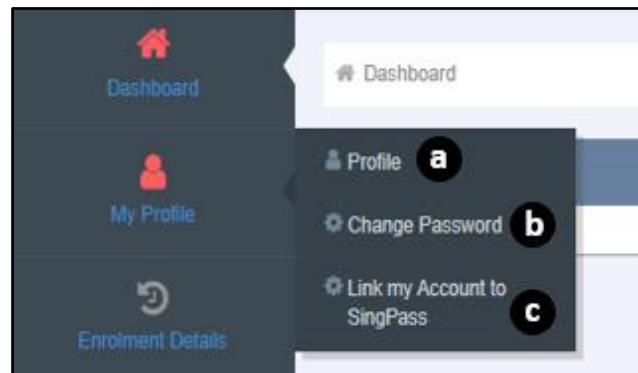 Dashboard
Dashboard
My Profile
Profile a
Change Password b
Link my Account to
SingPass c
Enrolment Details